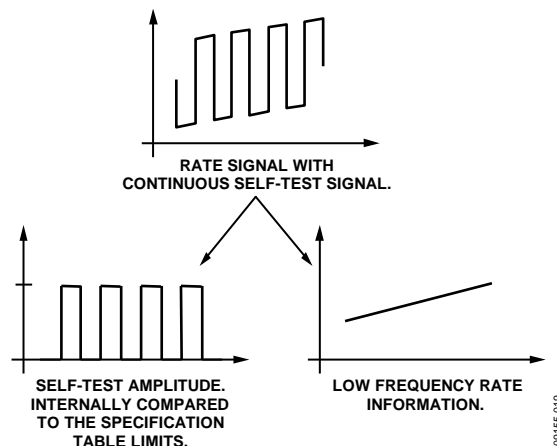 RATE SIGNAL WITH
CONTINUOUS SELF-TEST SIGNAL.
SELF-TEST AMPLITUDE.
INTERNALLY COMPARED
TO THE SPECIFICATION
TABLE LIMITS.
LOW FREQUENCY RATE
INFORMATION.